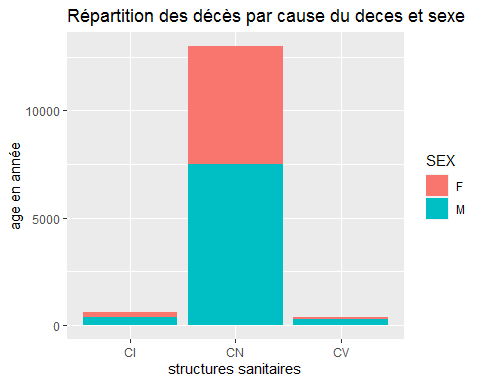 Répartition des décès par cause du deces et sexe
age en année
10000
5000
0
CI
CN
CV
structures sanitaires
SEX
F
M